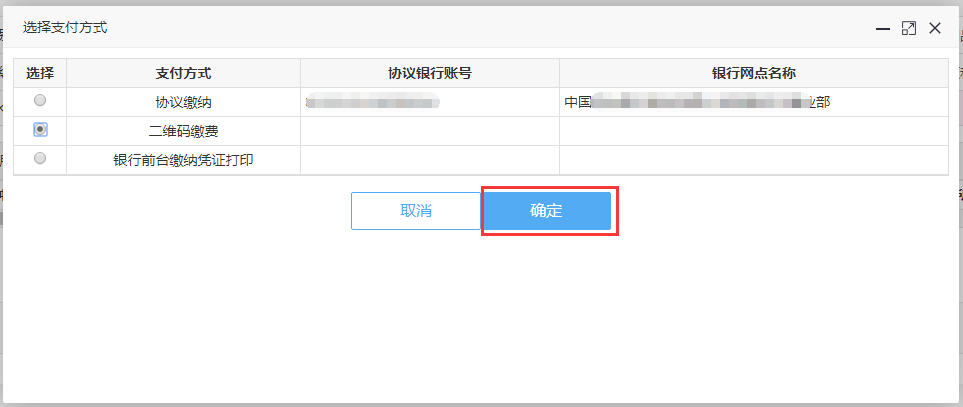 选择支付方式
选择 支付方式 协议银行账号 银行网点名称
协议缴纳 中国 业部
二维码缴费
银行前台缴纳凭证打印
取消 确定